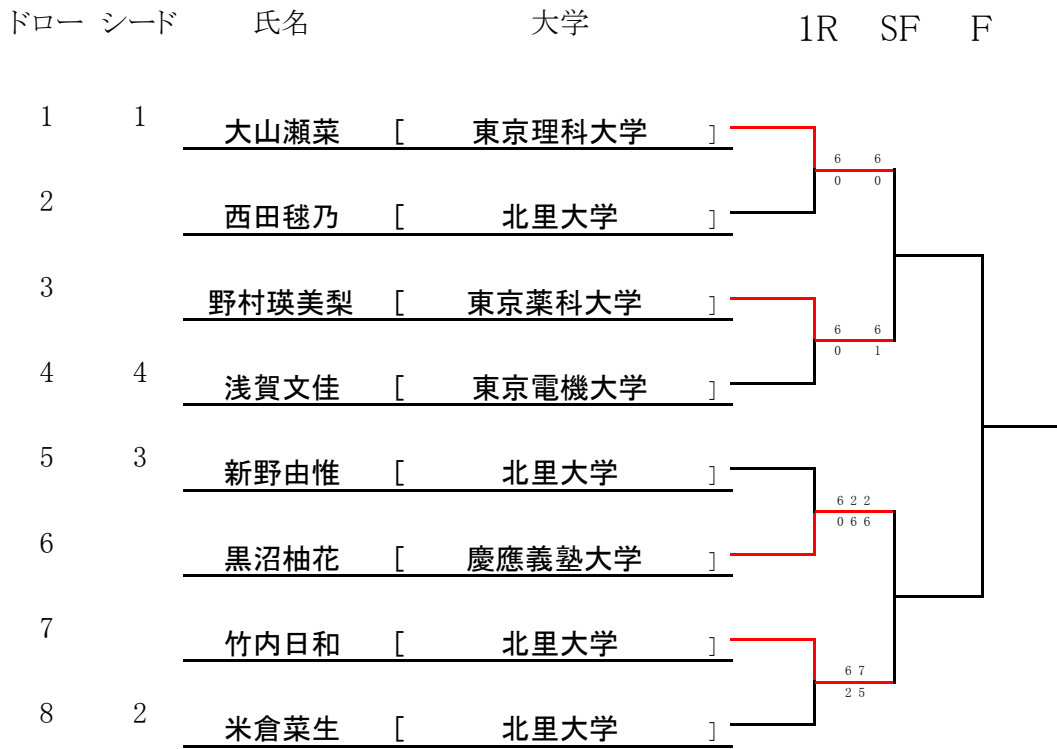 ドロー シード 氏名 大学 1R SF F
1 1 大山瀬菜 [ 東京理科大学 ]
6 6
0 0
2 西田毬乃 [ 北里大学 ]
3 野村瑛美梨 [ 東京薬科大学 ]
6 6
0 1
4 4 浅賀文佳 [ 東京電機大学 ]
5 3 新野由惟 [ 北里大学 ]
6 2 2
0 6 6
6 黒沼柚花 [ 慶應義塾大学 ]
7 竹内日和 [ 北里大学 ]
6 7
2 5
8 2 米倉菜生 [ 北里大学 ]